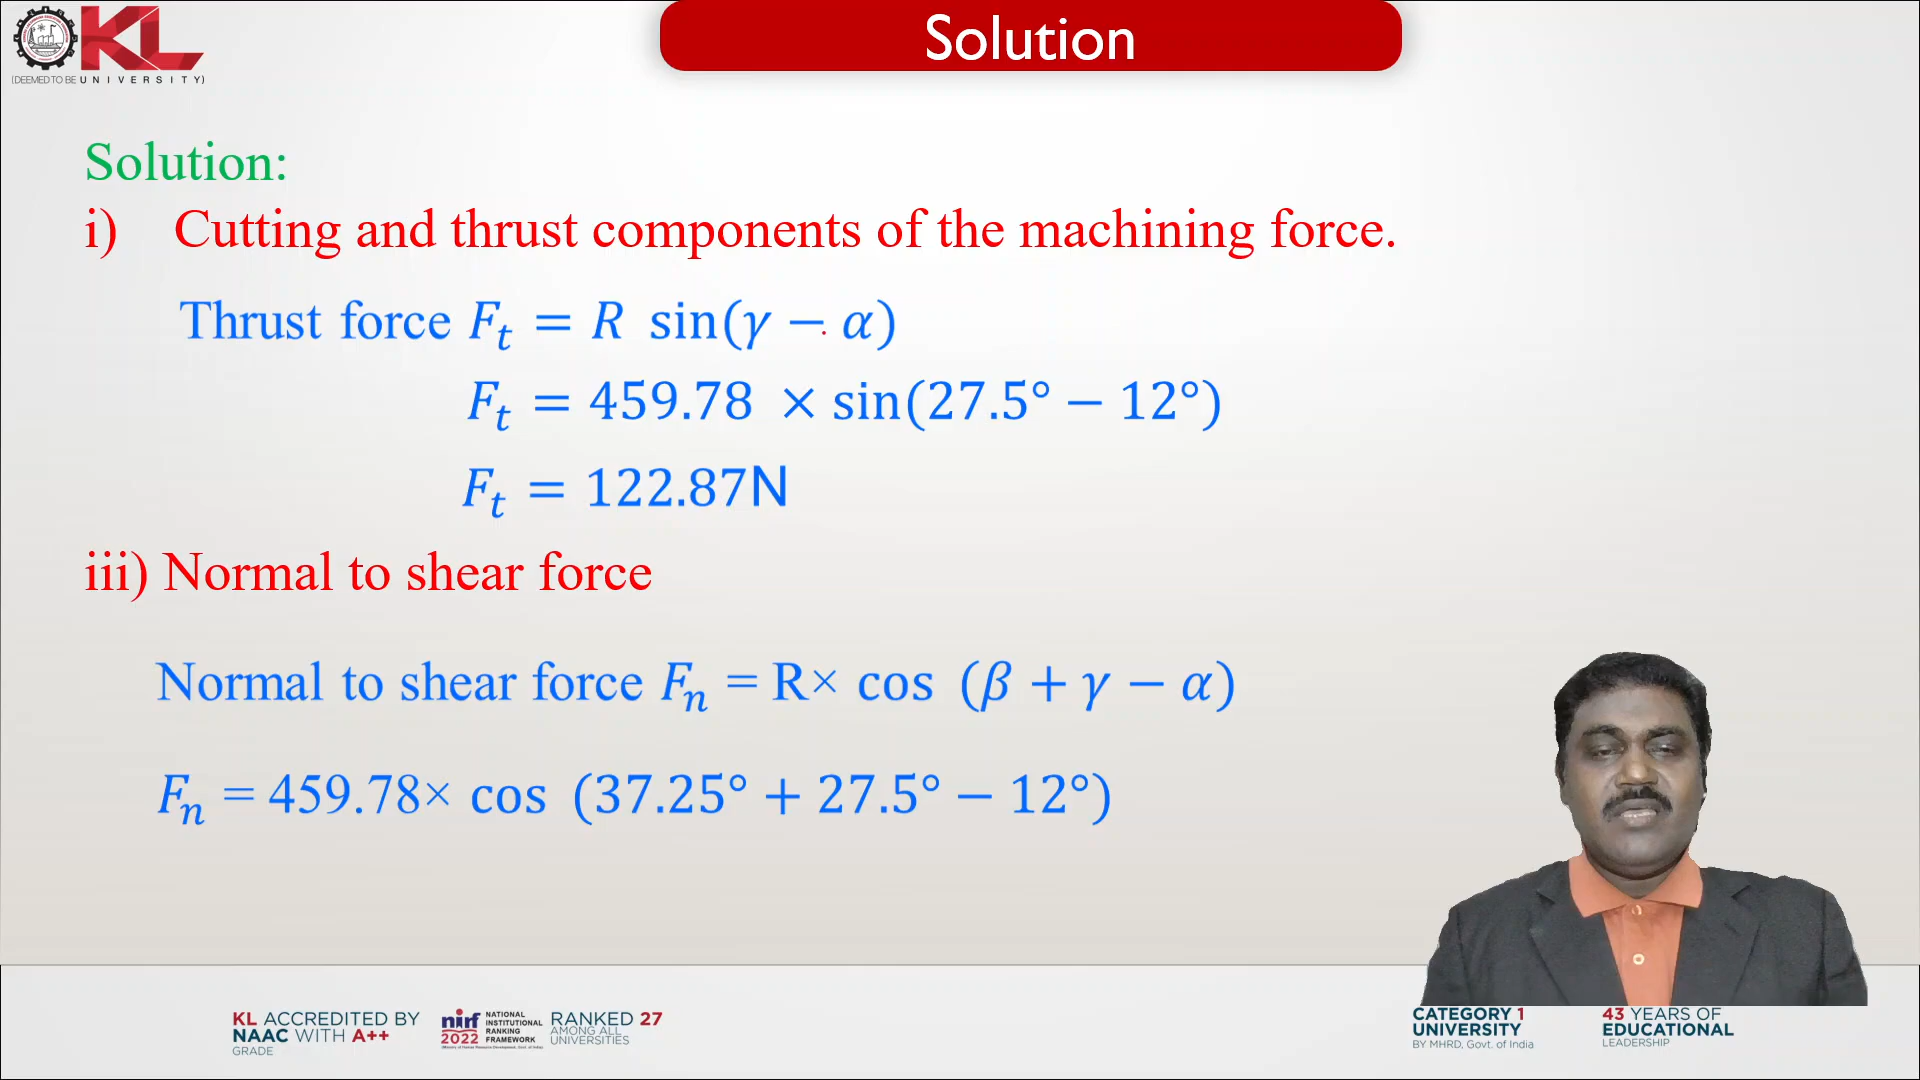 KL
(DEEMED TO BE UNIVERSITY)
Solution
Solution:
i) Cutting and thrust components of the machining force.
Thrust force Fₜ = R sin(γ − α)
Fₜ = 459.78 × sin(27.5° − 12°)
Fₜ = 122.87N
iii) Normal to shear force
Normal to shear force Fₙ = R× cos (β + γ − α)
Fₙ = 459.78× cos (37.25° + 27.5° − 12°)
KL ACCREDITED BY
NAAC WITH A++
GRADE
nirf
2022
NATIONAL
INSTITUTIONAL
RANKING
FRAMEWORK
RANKED 27
AMONG ALL
UNIVERSITIES
CATEGORY 1
UNIVERSITY
BY MHRD, Govt. of India
43 YEARS OF
EDUCATIONAL
LEADERSHIP